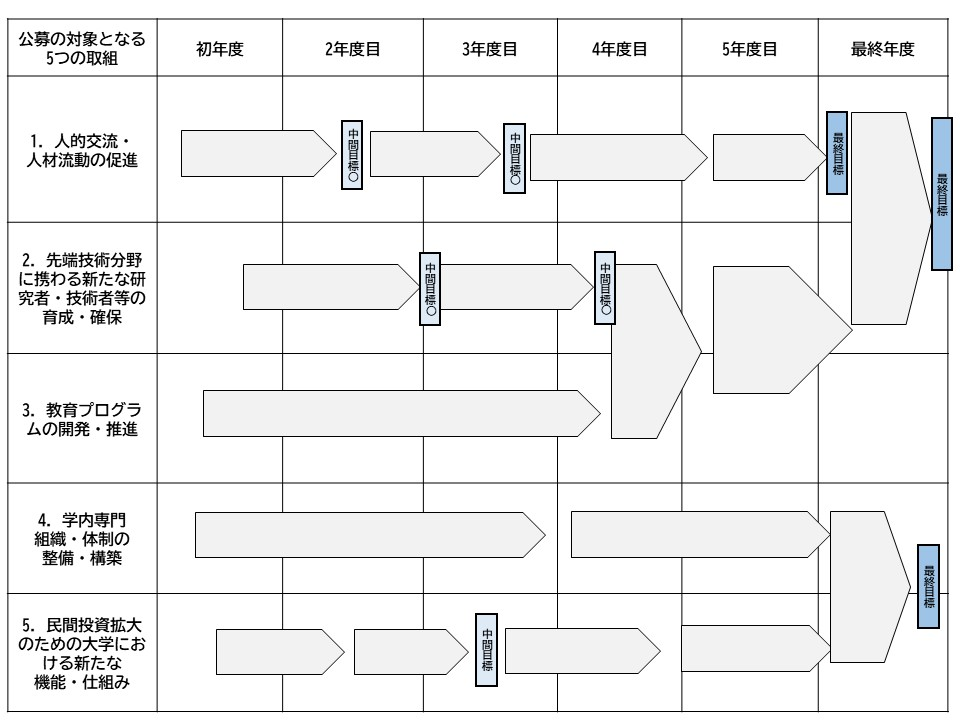 公募の対象となる
5つの取組
初年度
2年度目
3年度目
4年度目
5年度目
最終年度
1．人的交流・
人材流動の促進
中間目標○
中間目標○
最終目標
最終目標
2．先端技術分野
に携わる新たな研
究者・技術者等の
育成・確保
中間目標○
中間目標○
3．教育プログラ
ムの開発・推進
4．学内専門
組織・体制の
整備・構築
最終目標
5．民間投資拡大
のための大学にお
ける新たな
機能・仕組み
中間目標